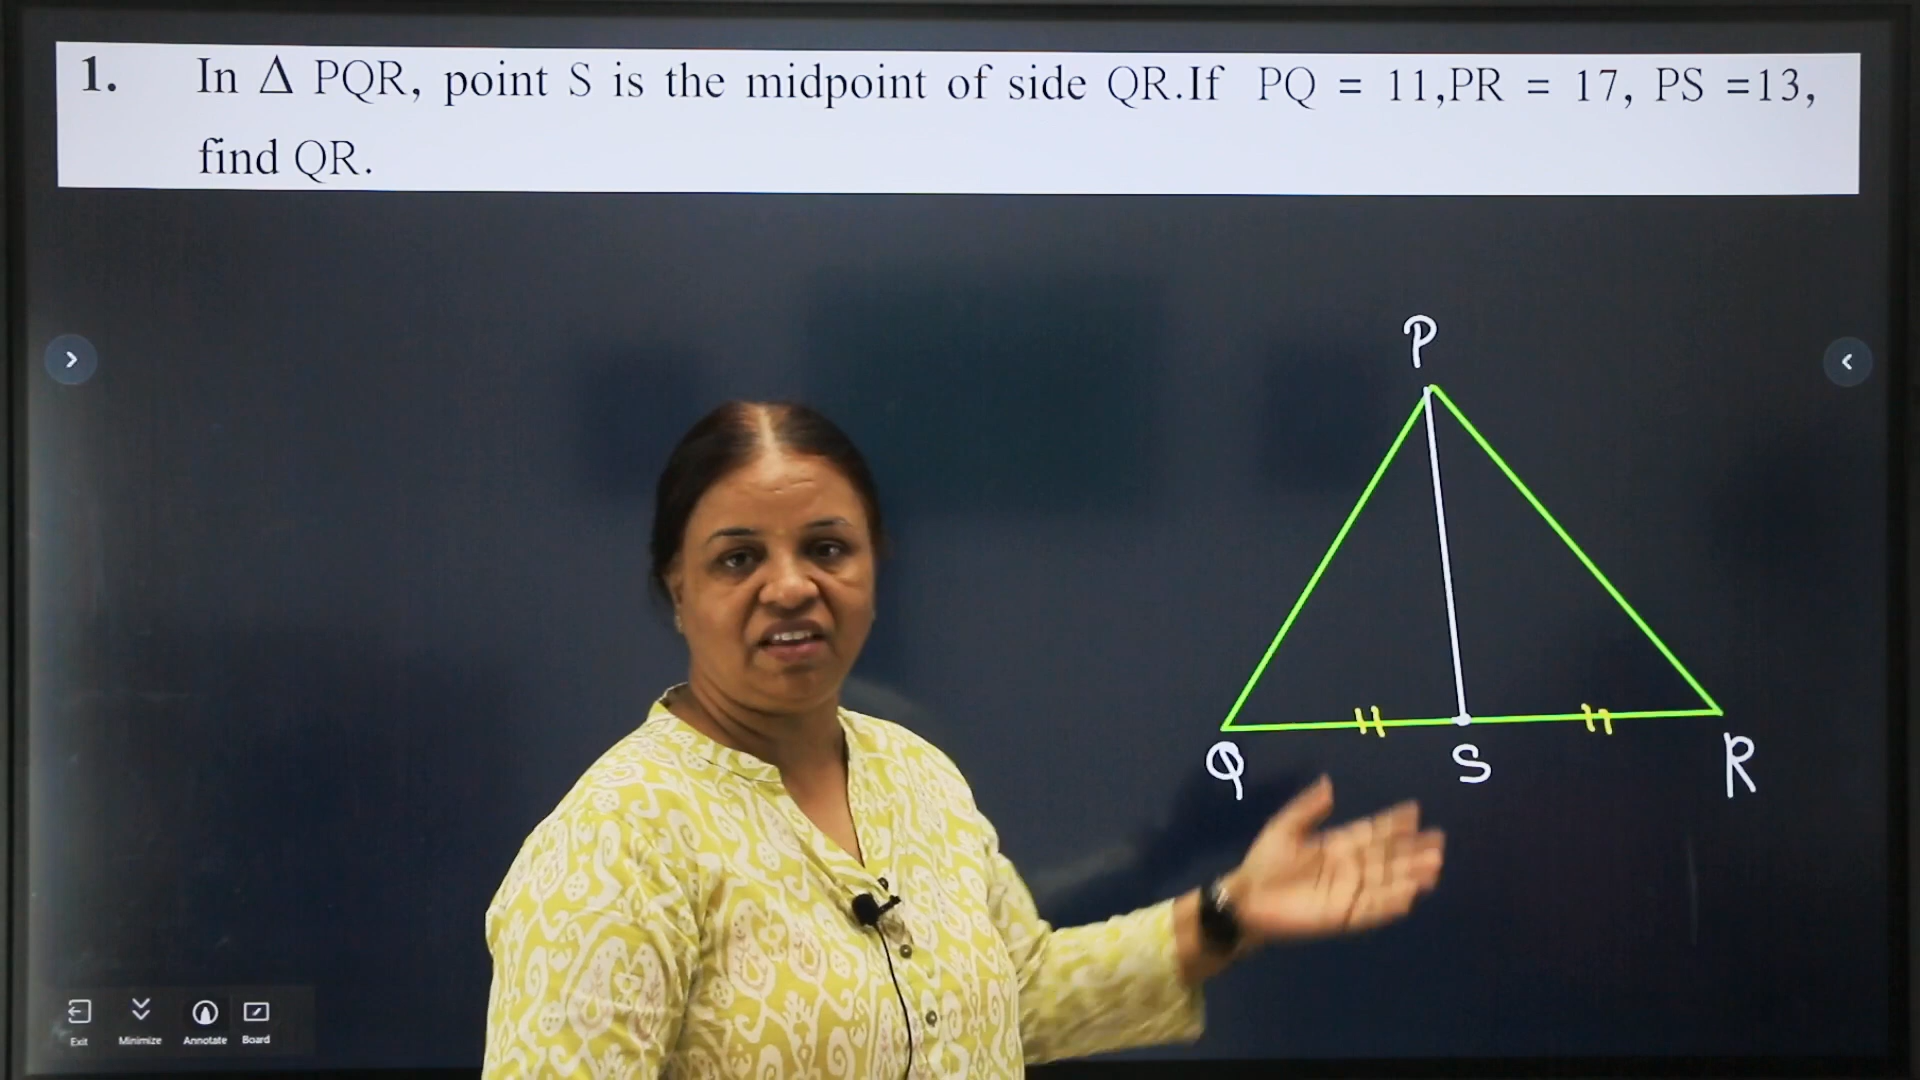 1. In Δ PQR, point S is the midpoint of side QR.If PQ = 11,PR = 17, PS =13,
find QR.
P
Q S R
Exit Minimize Annotate Board